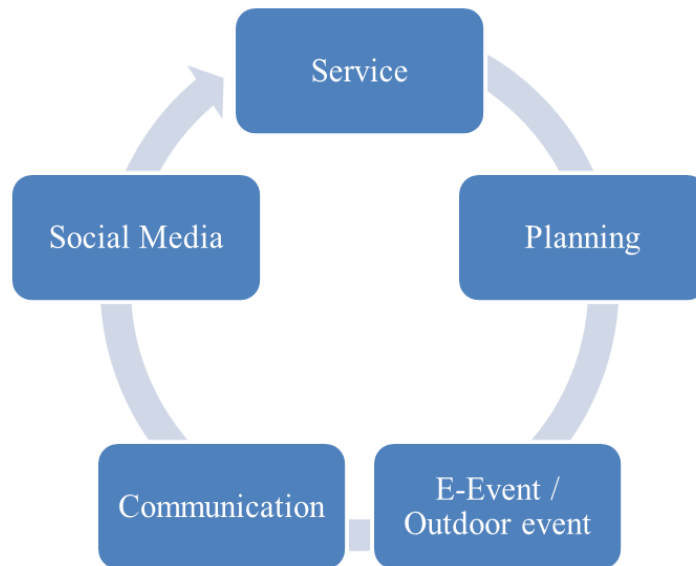 Service
Planning
E-Event /
Outdoor event
Communication
Social Media